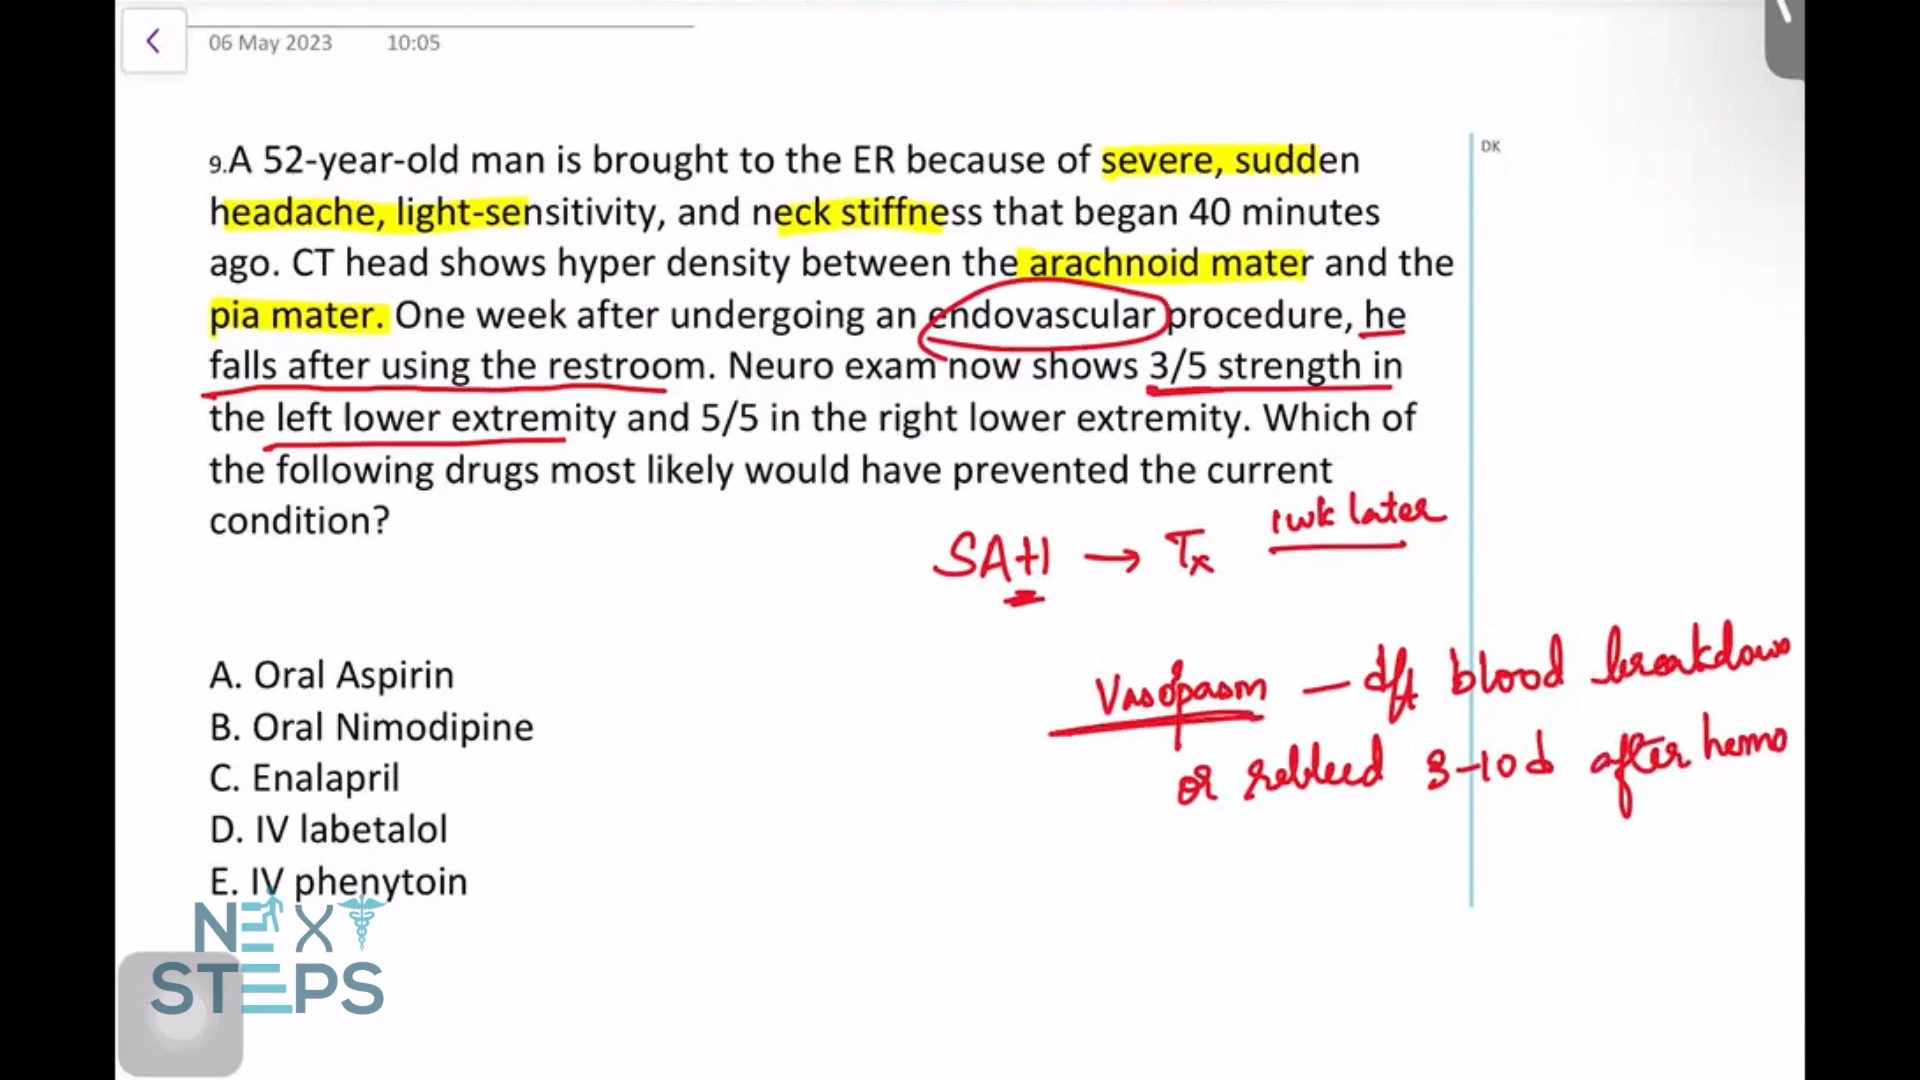 06 May 2023 10:05
DK
9.A 52-year-old man is brought to the ER because of severe, sudden
headache, light-sensitivity, and neck stiffness that began 40 minutes
ago. CT head shows hyper density between the arachnoid mater and the
pia mater. One week after undergoing an endovascular procedure, he
falls after using the restroom. Neuro exam now shows 3/5 strength in
the left lower extremity and 5/5 in the right lower extremity. Which of
the following drugs most likely would have prevented the current
condition?
1wk later
SAH → Tx
Vasospasm — dft blood breakdown
or rebleed 3-10d after hemo
A. Oral Aspirin
B. Oral Nimodipine
C. Enalapril
D. IV labetalol
E. IV phenytoin
NEXT
STEPS